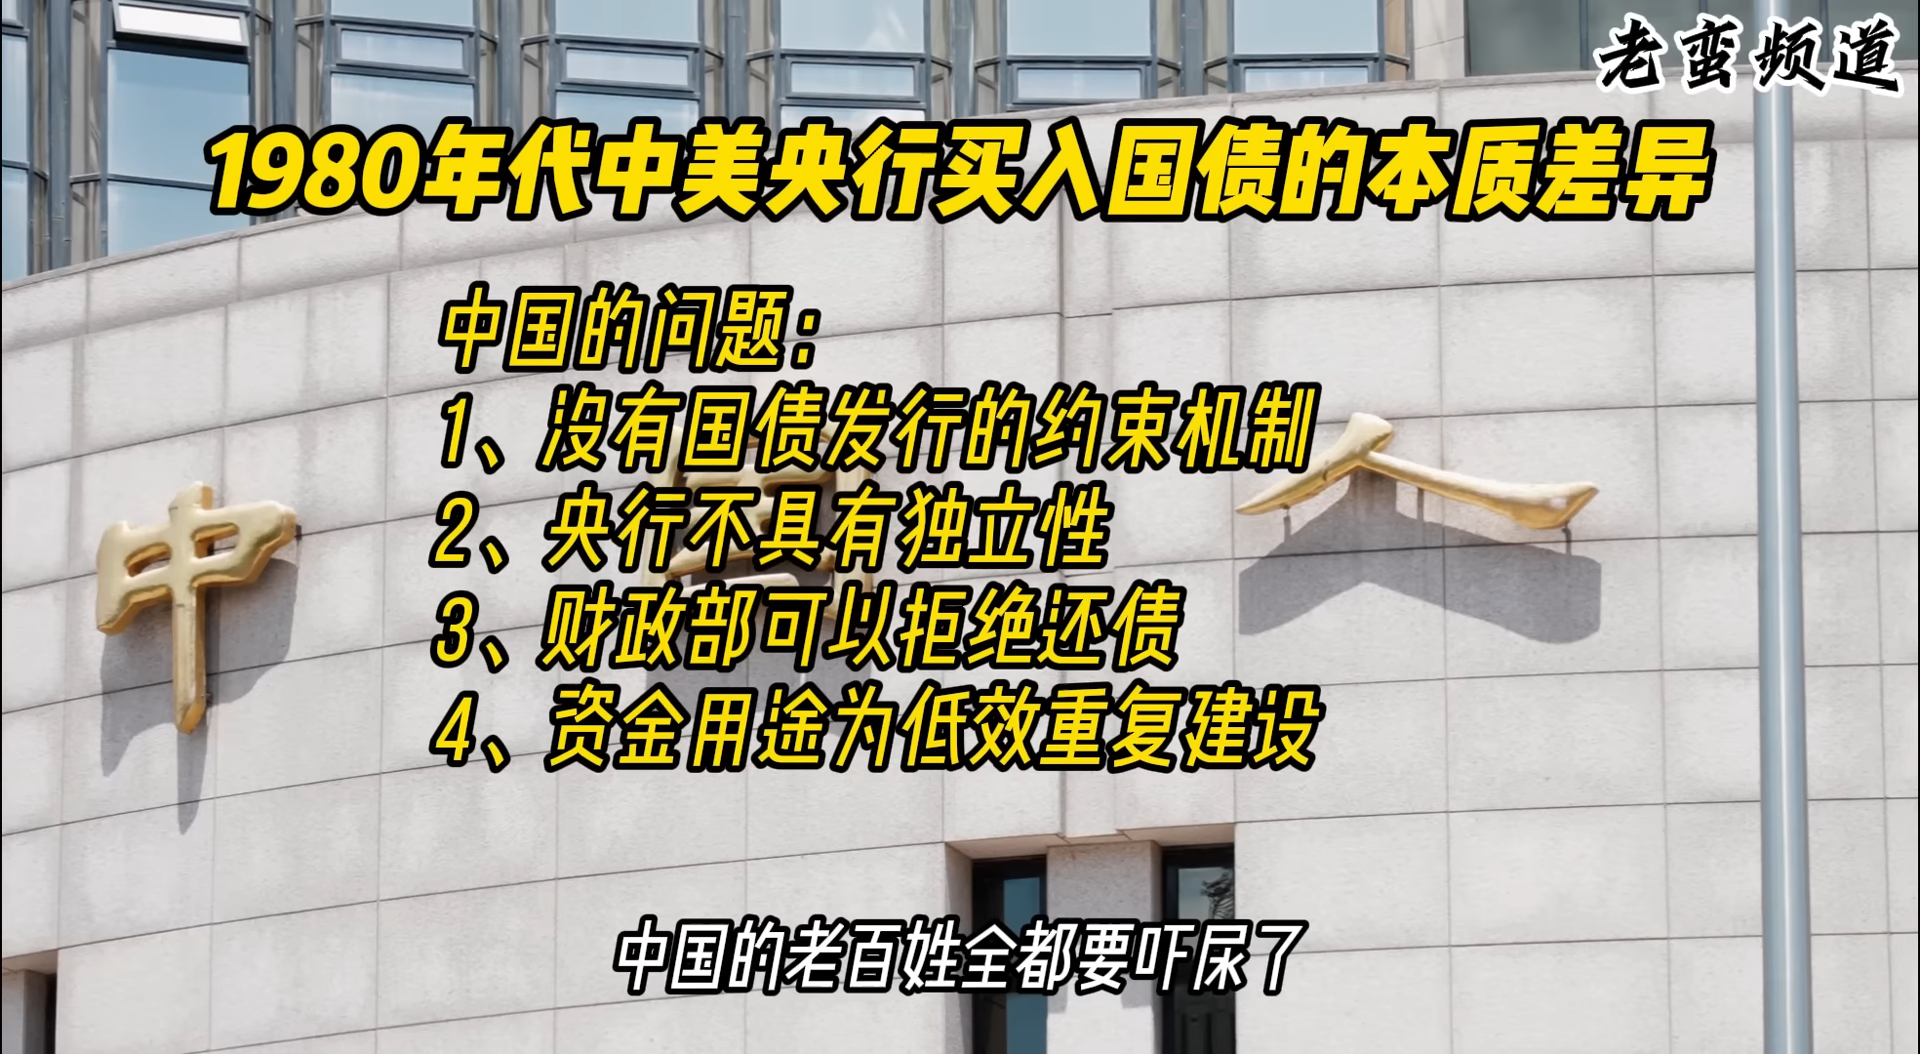 老蛮频道
1980年代中美央行买入国债的本质差异
中国的问题：
1、没有国债发行的约束机制
2、央行不具有独立性
3、财政部可以拒绝还债
4、资金用途为低效重复建设
中国人
中国的老百姓全都要吓尿了